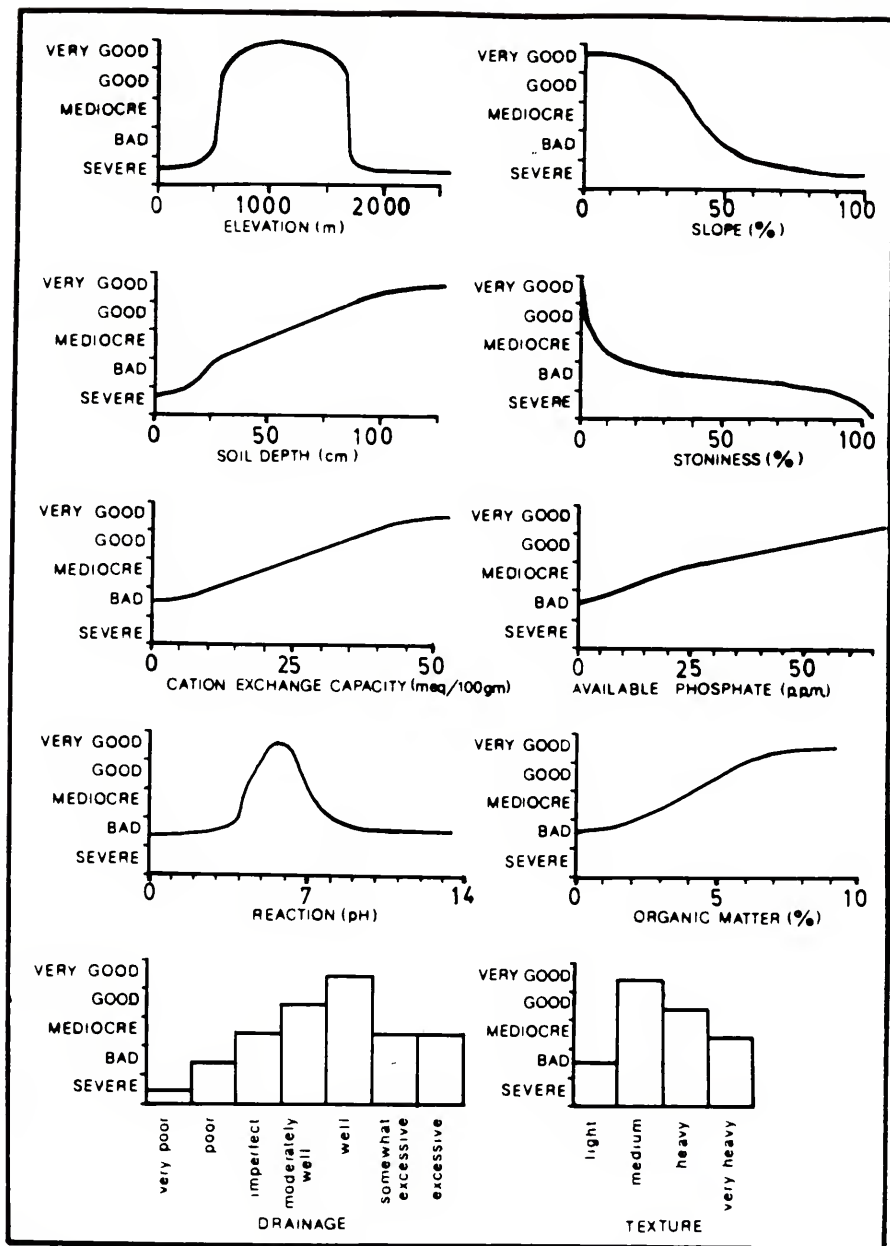 VERY GOOD
GOOD
MEDIOCRE
BAD
SEVERE
0 1000 2000
ELEVATION (m)
VERY GOOD
GOOD
MEDIOCRE
BAD
SEVERE
0 50 100
SLOPE (%)
VERY GOOD
GOOD
MEDIOCRE
BAD
SEVERE
0 50 100
SOIL DEPTH (cm)
VERY GOOD
GOOD
MEDIOCRE
BAD
SEVERE
0 50 100
STONINESS (%)
VERY GOOD
GOOD
MEDIOCRE
BAD
SEVERE
0 25 50
CATION EXCHANGE CAPACITY (meq/100gm)
VERY GOOD
GOOD
MEDIOCRE
BAD
SEVERE
0 25 50
AVAILABLE PHOSPHATE (p.p.m.)
VERY GOOD
GOOD
MEDIOCRE
BAD
SEVERE
0 7 14
REACTION (pH)
VERY GOOD
GOOD
MEDIOCRE
BAD
SEVERE
0 5 10
ORGANIC MATTER (%)
VERY GOOD
GOOD
MEDIOCRE
BAD
SEVERE
very poor
poor
imperfect
moderately
well
well
somewhat
excessive
excessive
DRAINAGE
VERY GOOD
GOOD
MEDIOCRE
BAD
SEVERE
light
medium
heavy
very heavy
TEXTURE